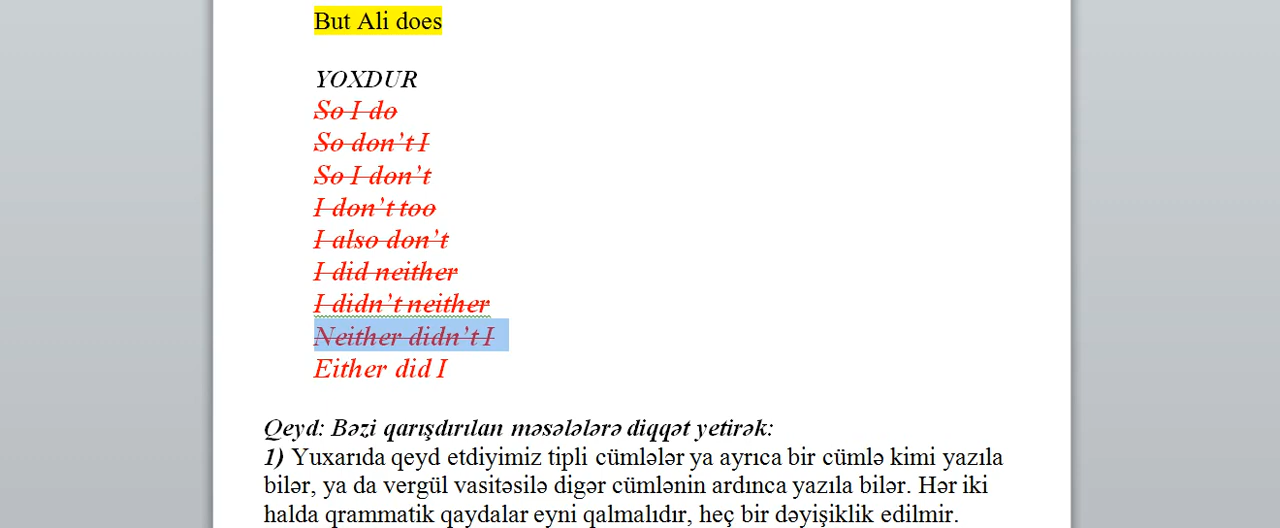 But Ali does
YOXDUR
So I do
So don't I
So I don't
I don't too
I also don't
I did neither
I didn't neither
Neither didn't I
Either did I
Qeyd: Bəzi qarışdırılan məsələlərə diqqət yetirək:
1) Yuxarıda qeyd etdiyimiz tipli cümlələr ya ayrıca bir cümlə kimi yazıla
bilər, ya da vergül vasitəsilə digər cümlənin ardınca yazıla bilər. Hər iki
halda qrammatik qaydalar eyni qalmalıdır, heç bir dəyişiklik edilmir.